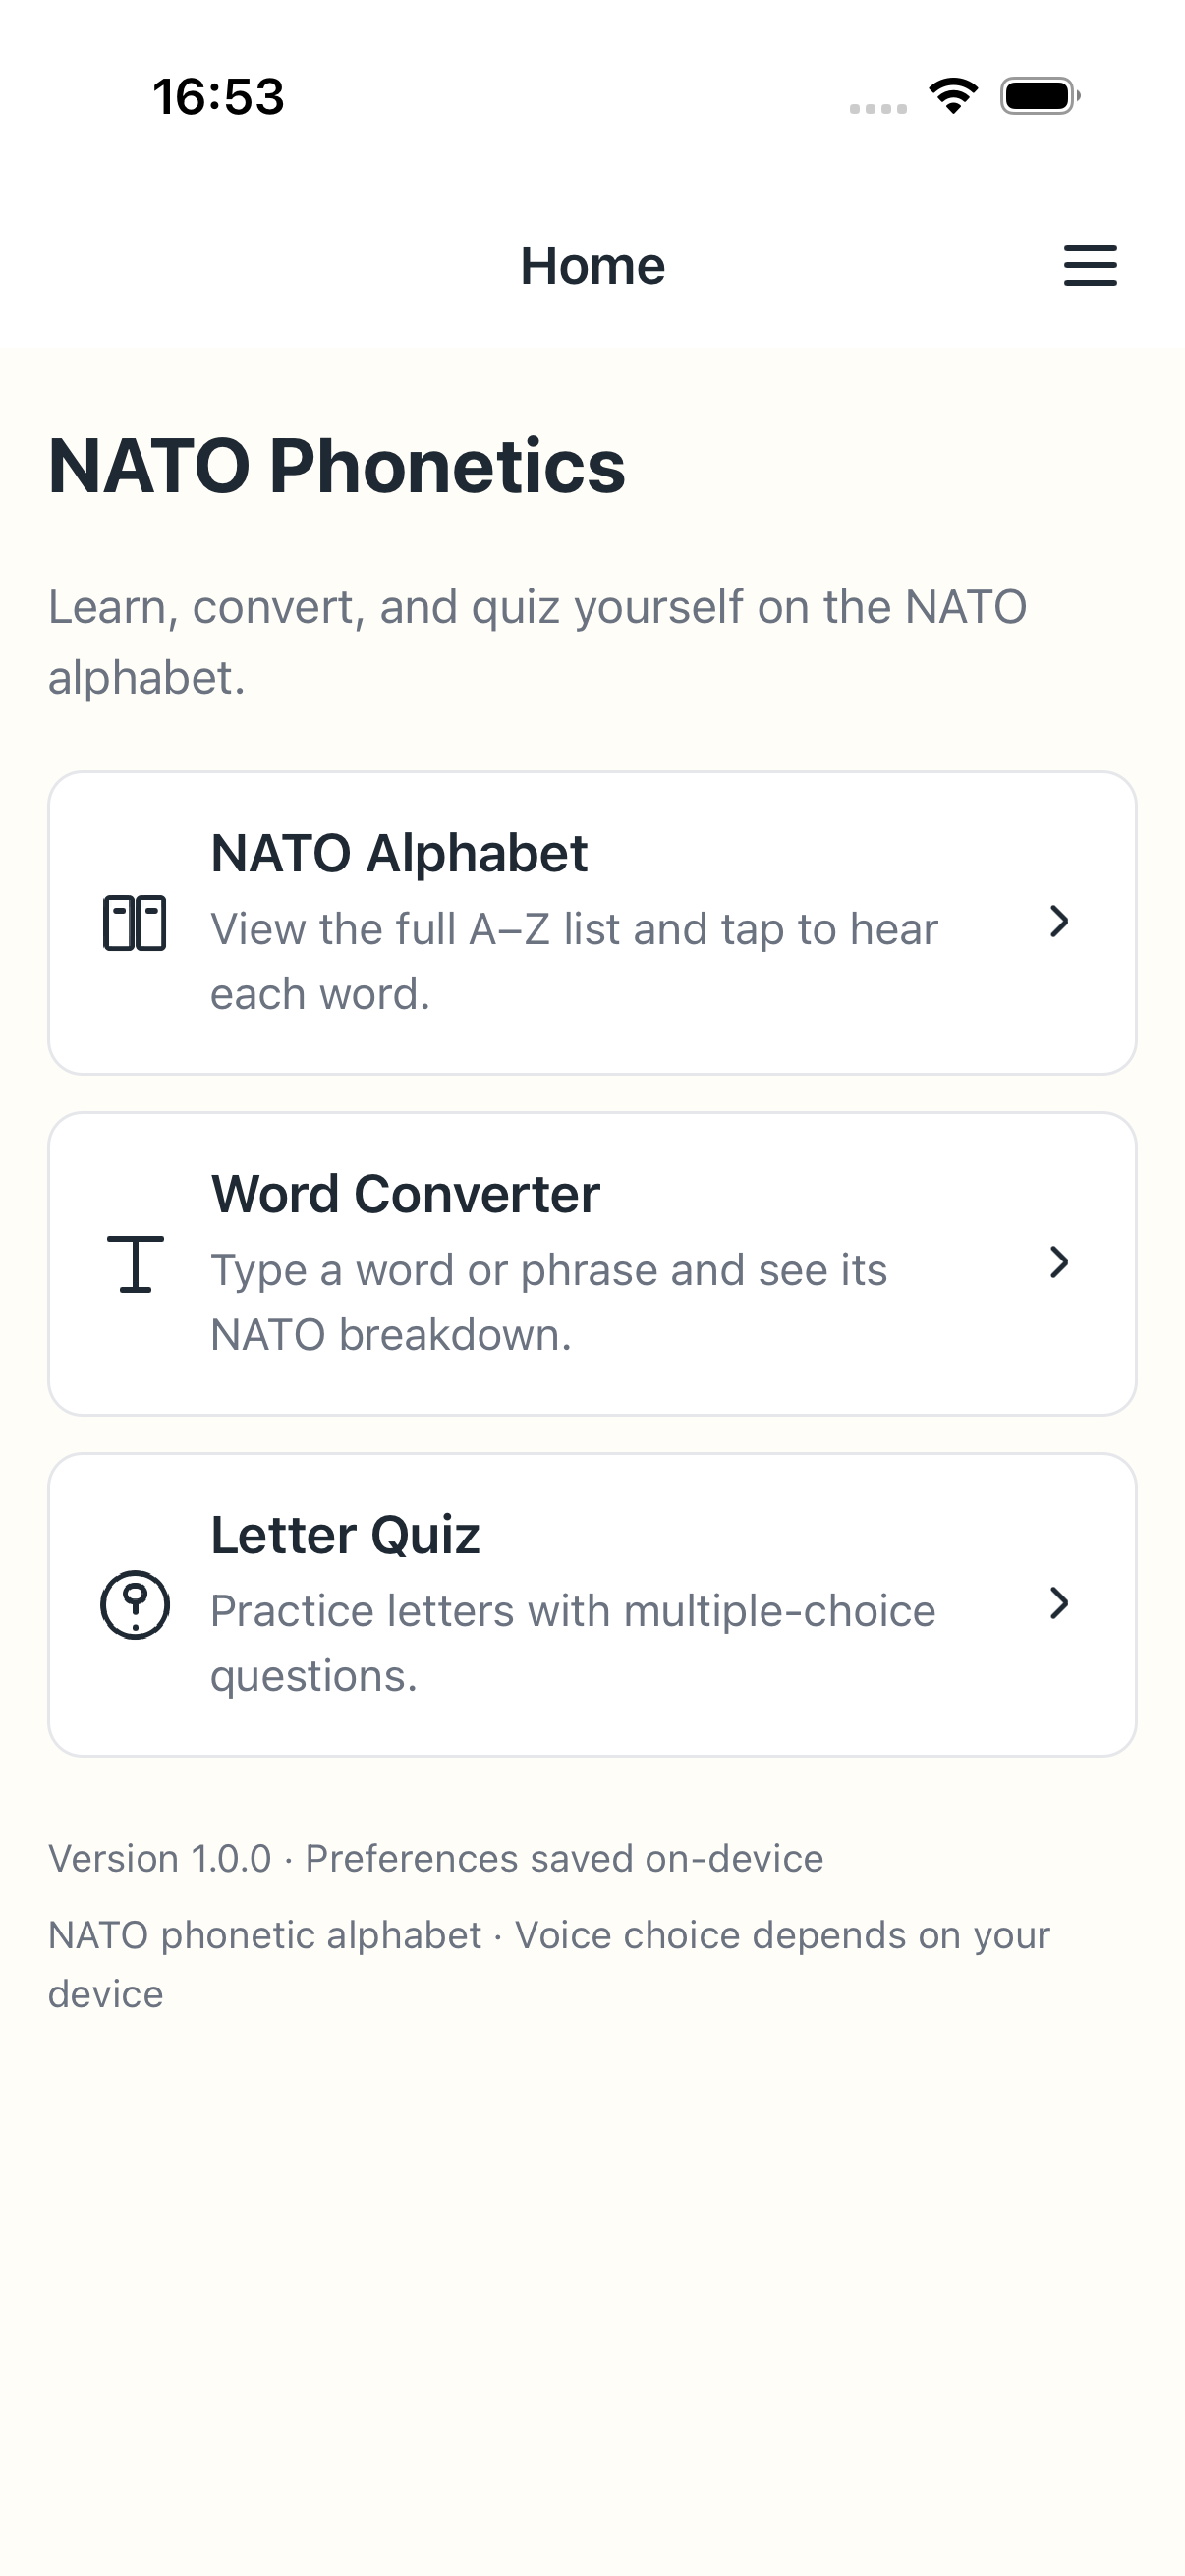 16:53
Home
NATO Phonetics
Learn, convert, and quiz yourself on the NATO
alphabet.
NATO Alphabet
View the full A–Z list and tap to hear
each word.
Word Converter
Type a word or phrase and see its
NATO breakdown.
Letter Quiz
Practice letters with multiple-choice
questions.
Version 1.0.0 · Preferences saved on-device
NATO phonetic alphabet · Voice choice depends on your
device